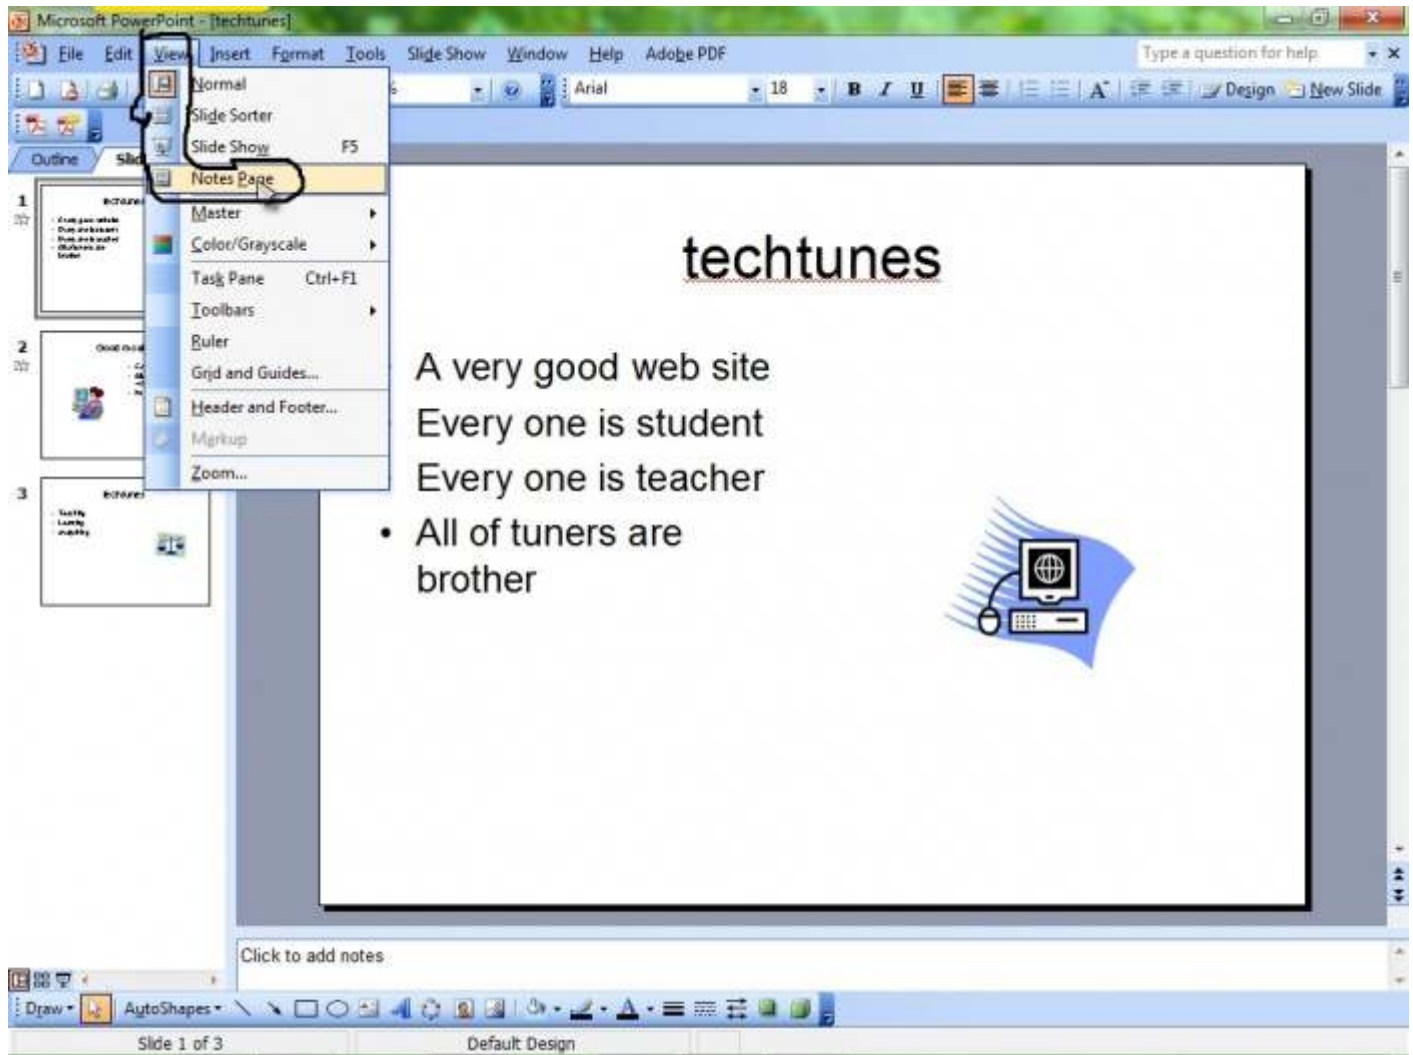 Microsoft PowerPoint - [techtunes]
File Edit View Insert Format Tools Slide Show Window Help Adobe PDF Type a question for help
Arial 18 B I U A Design New Slide
Outline
Normal
Slide Sorter
Slide Show F5
Notes Page
Master
Color/Grayscale
Task Pane Ctrl+F1
Toolbars
Ruler
Grid and Guides...
Header and Footer...
Markup
Zoom...
1
2
3
techtunes
A very good web site
Every one is student
Every one is teacher
• All of tuners are
brother
Click to add notes
Draw AutoShapes A
Slide 1 of 3 Default Design